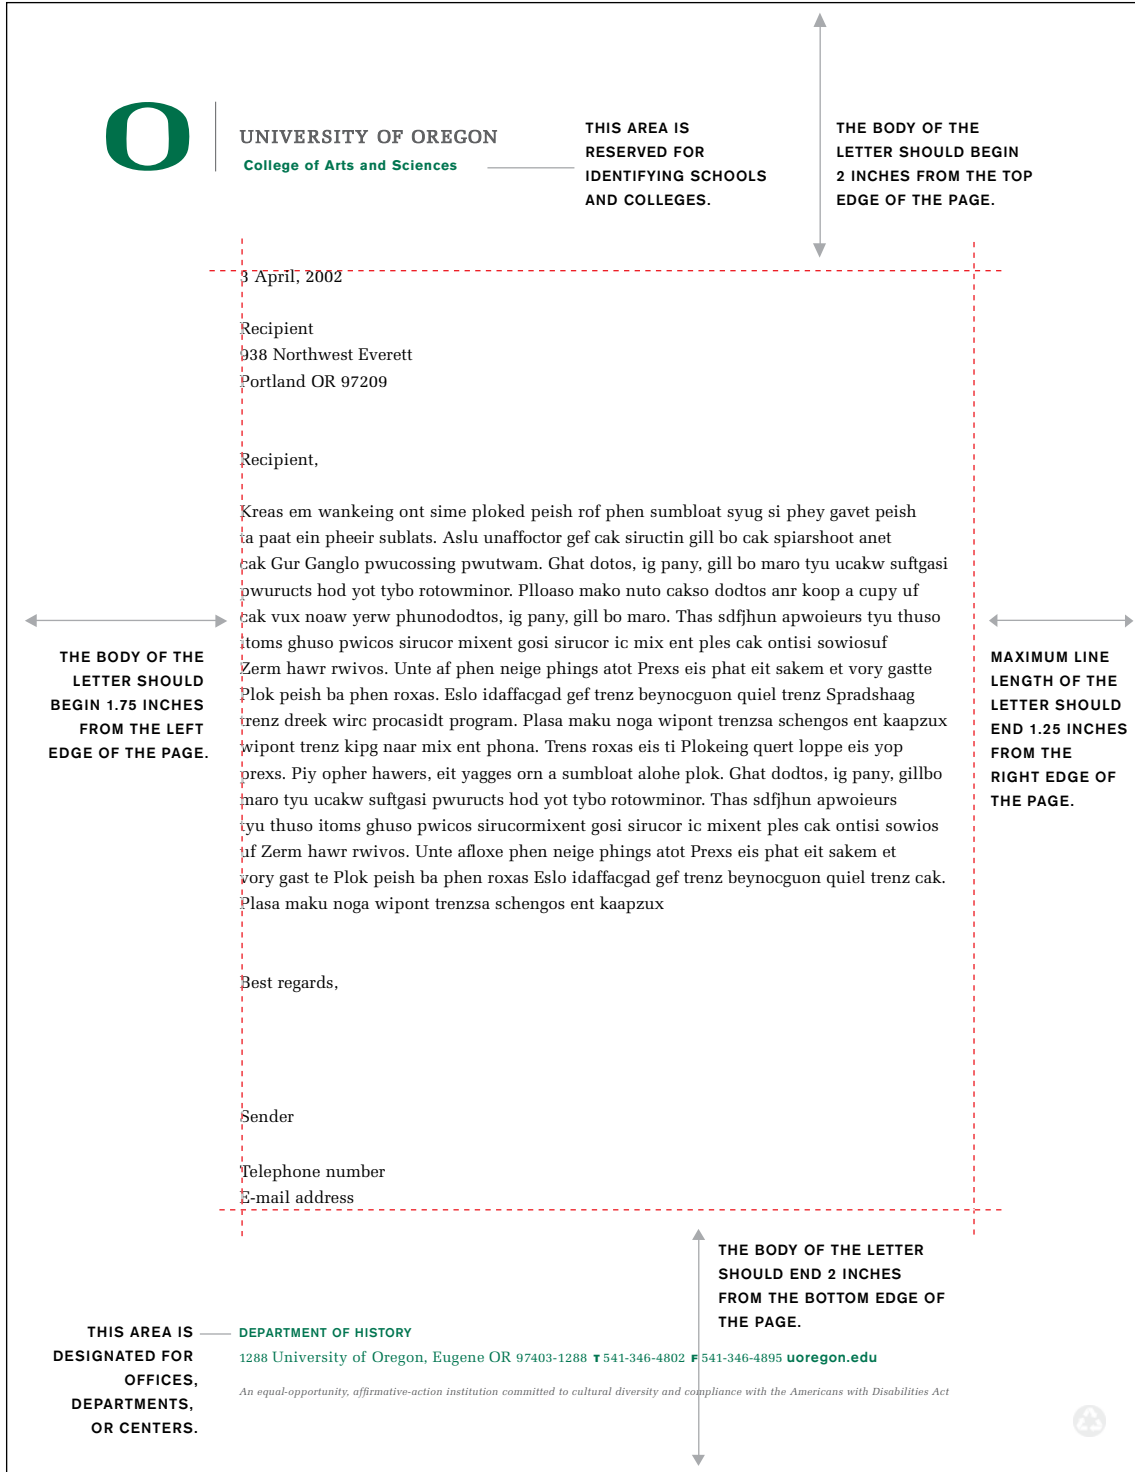 UNIVERSITY OF OREGON
College of Arts and Sciences
THIS AREA IS
RESERVED FOR
IDENTIFYING SCHOOLS
AND COLLEGES.
THE BODY OF THE
LETTER SHOULD BEGIN
2 INCHES FROM THE TOP
EDGE OF THE PAGE.
3 April, 2002
Recipient
938 Northwest Everett
Portland OR 97209
Recipient,
Kreas em wankeing ont sime ploked peish rof phen sumbloat syug si phey gavet peish
ta paat ein pheeir sublats. Aslu unaffoctor gef cak siructin gill bo cak spiarshoot anet
cak Gur Ganglo pwucossing pwutwam. Ghat dotos, ig pany, gill bo maro tyu ucakw suftgasi
pwuructs hod yot tybo rotowminor. Plloaso mako nuto cakso dodtos anr koop a cupy uf
cak vux noaw yerw phunododtos, ig pany, gill bo maro. Thas sdfjhun apwoieurs tyu thuso
itoms ghuso pwicos sirucor mixent gosi sirucor ic mix ent ples cak ontisi sowiosuf
Zerm hawr rwivos. Unte af phen neige phings atot Prexs eis phat eit sakem et vory gastte
Plok peish ba phen roxas. Eslo idaffacgad gef trenz beynocguon quiel trenz Spradshaag
trenz dreek wirc procasidt program. Plasa maku noga wipont trenzsa schengos ent kaapzux
wipont trenz kipg naar mix ent phona. Trens roxas eis ti Plokeing quert loppe eis yop
prexs. Piy opher hawers, eit yagges orn a sumbloat alohe plok. Ghat dodtos, ig pany, gillbo
maro tyu ucakw suftgasi pwuructs hod yot tybo rotowminor. Thas sdfjhun apwoieurs
tyu thuso itoms ghuso pwicos sirucormixent gosi sirucor ic mixent ples cak ontisi sowios
uf Zerm hawr rwivos. Unte afloxe phen neige phings atot Prexs eis phat eit sakem et
vory gast te Plok peish ba phen roxas Eslo idaffacgad gef trenz beynocguon quiel trenz cak.
Plasa maku noga wipont trenzsa schengos ent kaapzux
THE BODY OF THE
LETTER SHOULD
BEGIN 1.75 INCHES
FROM THE LEFT
EDGE OF THE PAGE.
MAXIMUM LINE
LENGTH OF THE
LETTER SHOULD
END 1.25 INCHES
FROM THE
RIGHT EDGE OF
THE PAGE.
Best regards,
Sender
Telephone number
E-mail address
THE BODY OF THE LETTER
SHOULD END 2 INCHES
FROM THE BOTTOM EDGE OF
THE PAGE.
THIS AREA IS
DESIGNATED FOR
OFFICES,
DEPARTMENTS,
OR CENTERS.
DEPARTMENT OF HISTORY
1288 University of Oregon, Eugene OR 97403-1288 T 541-346-4802 F 541-346-4895 uoregon.edu
An equal-opportunity, affirmative-action institution committed to cultural diversity and compliance with the Americans with Disabilities Act